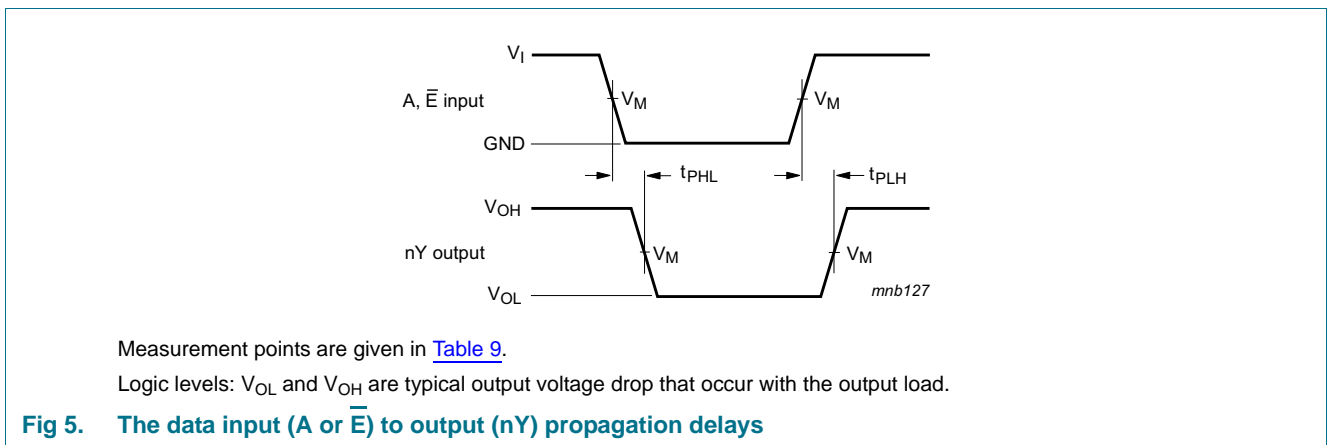 V_I
A, E̅ input
V_M V_M
GND
t_PHL t_PLH
V_OH
nY output
V_M V_M
V_OL
mnb127
Measurement points are given in Table 9.
Logic levels: V_OL and V_OH are typical output voltage drop that occur with the output load.
Fig 5. The data input (A or E̅) to output (nY) propagation delays